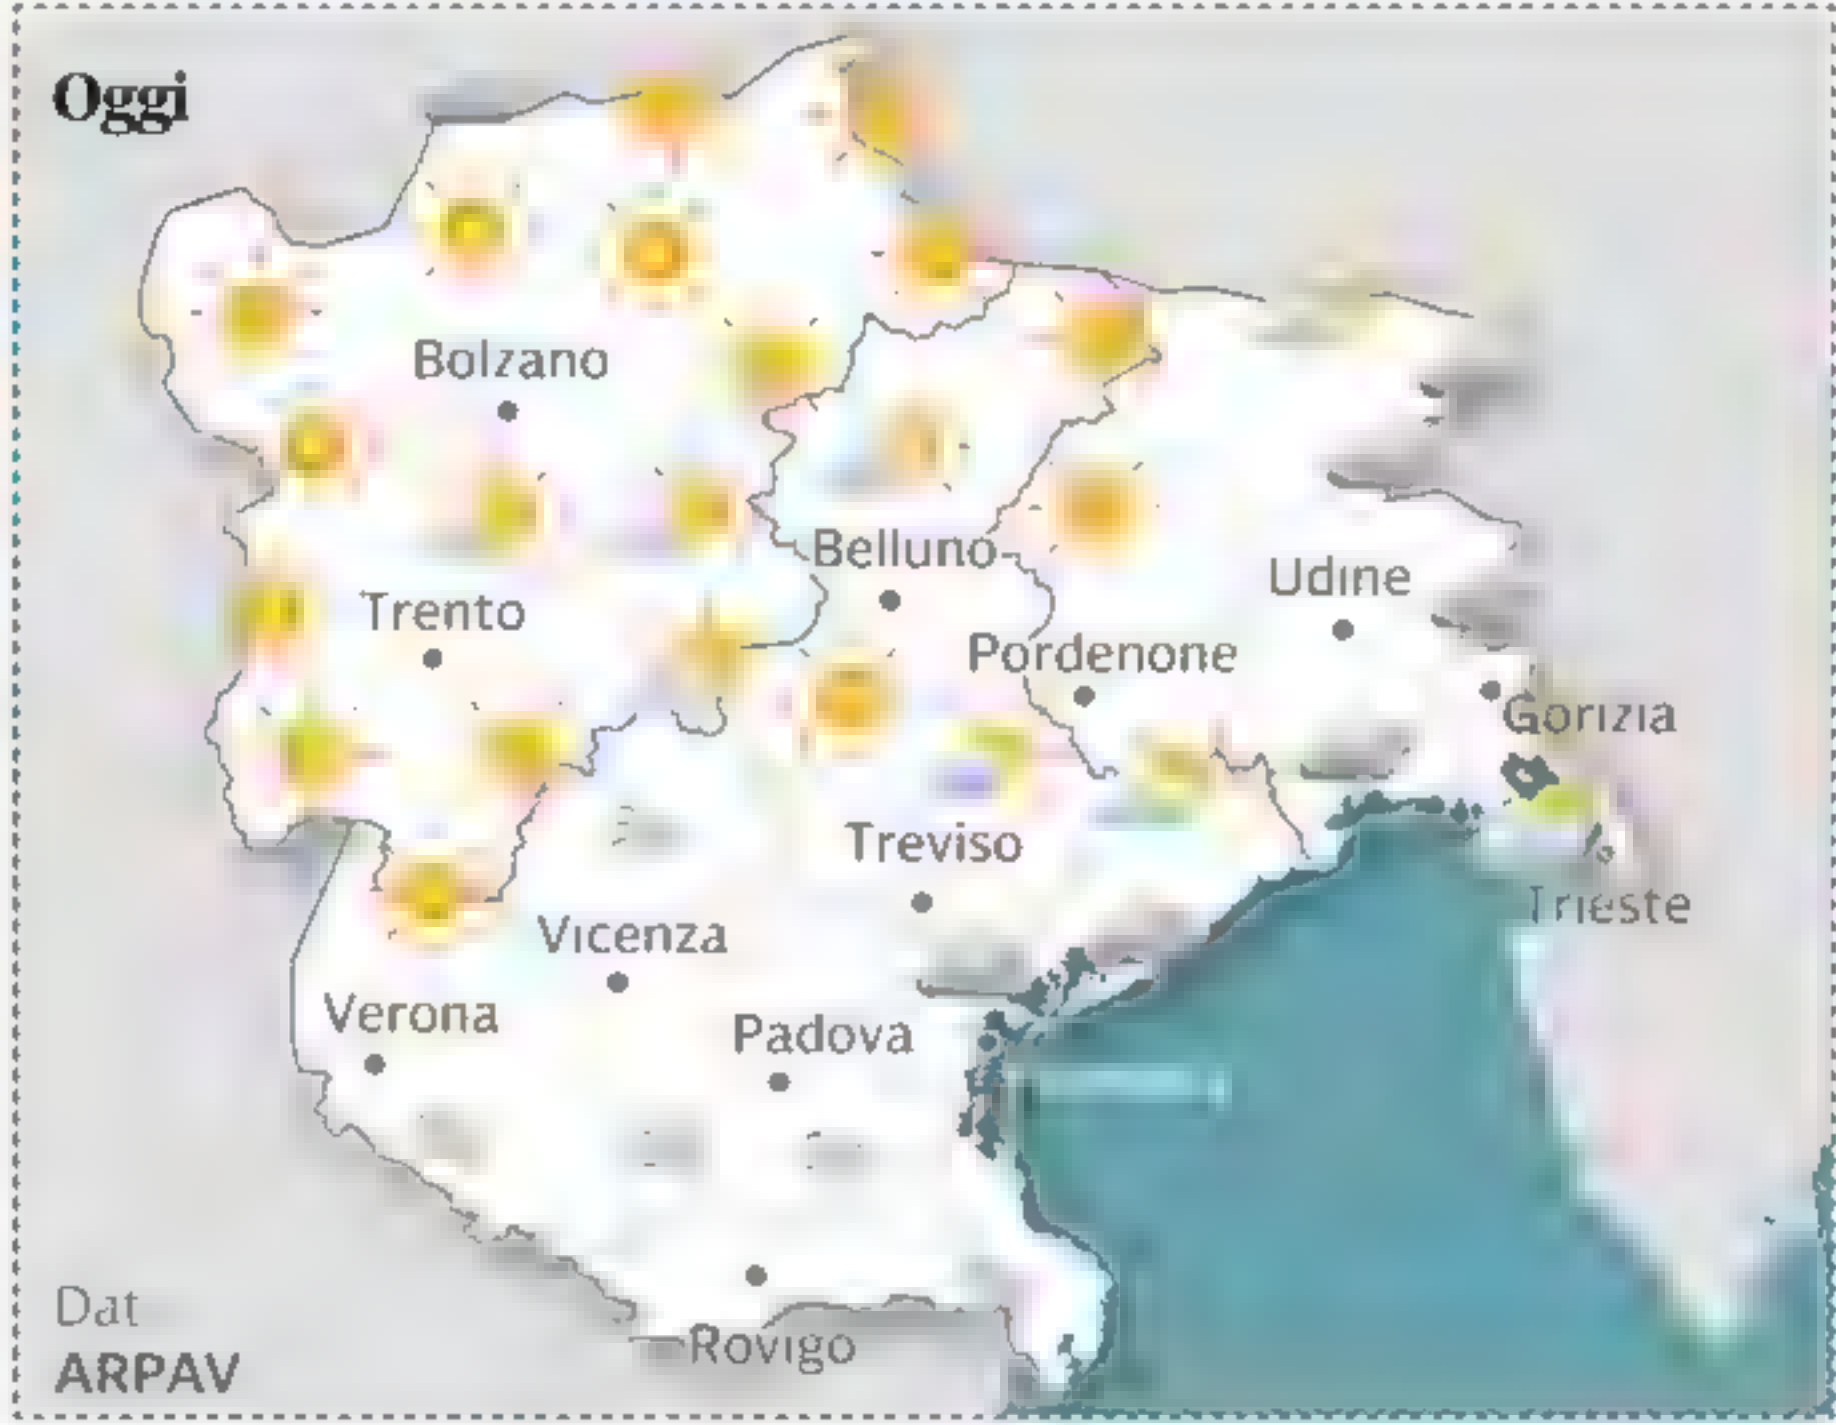 Oggi
Bolzano
Belluno
Udine
Trento
Pordenone
Gorizia
Treviso
Trieste
Vicenza
Verona
Padova
Rovigo
Dat
ARPAV